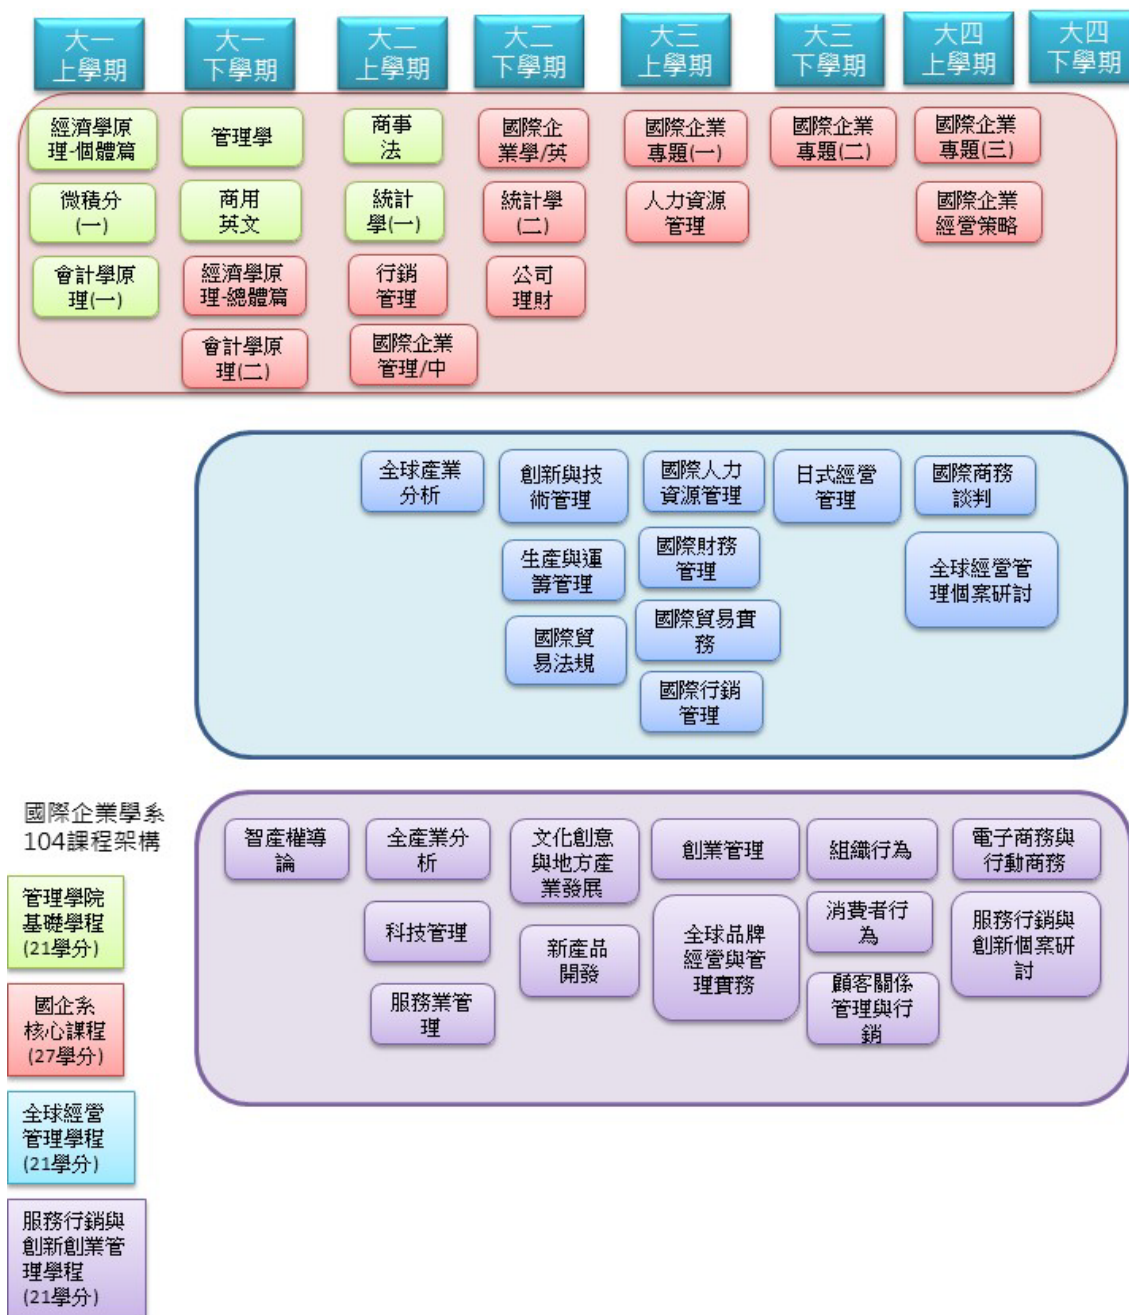 大一
上學期
大一
下學期
大二
上學期
大二
下學期
大三
上學期
大三
下學期
大四
上學期
大四
下學期
經濟學原
理-個體篇
管理學
商事
法
國際企
業學/英
國際企業
專題(一)
國際企業
專題(二)
國際企業
專題(三)
微積分
(一)
商用
英文
統計
學(一)
統計學
(二)
人力資源
管理
國際企業
經營策略
會計學原
理(一)
經濟學原
理-總體篇
行銷
管理
公司
理財
會計學原
理(二)
國際企業
管理/中
全球產業
分析
創新與技
術管理
國際人力
資源管理
日式經營
管理
國際商務
談判
生產與運
籌管理
國際財務
管理
全球經營管
理個案研討
國際貿
易法規
國際貿易實
務
國際行銷
管理
國際企業學系
104課程架構
智產權導
論
全產業分
析
文化創意
與地方產
業發展
創業管理
組織行為
電子商務與
行動商務
科技管理
新產品
開發
全球品牌
經營與管
理實務
消費者行
為
服務行銷與
創新個案研
討
服務業管
理
顧客關係
管理與行
銷
管理學院
基礎學程
(21學分)
國企系
核心課程
(27學分)
全球經營
管理學程
(21學分)
服務行銷與
創新創業管
理學程
(21學分)